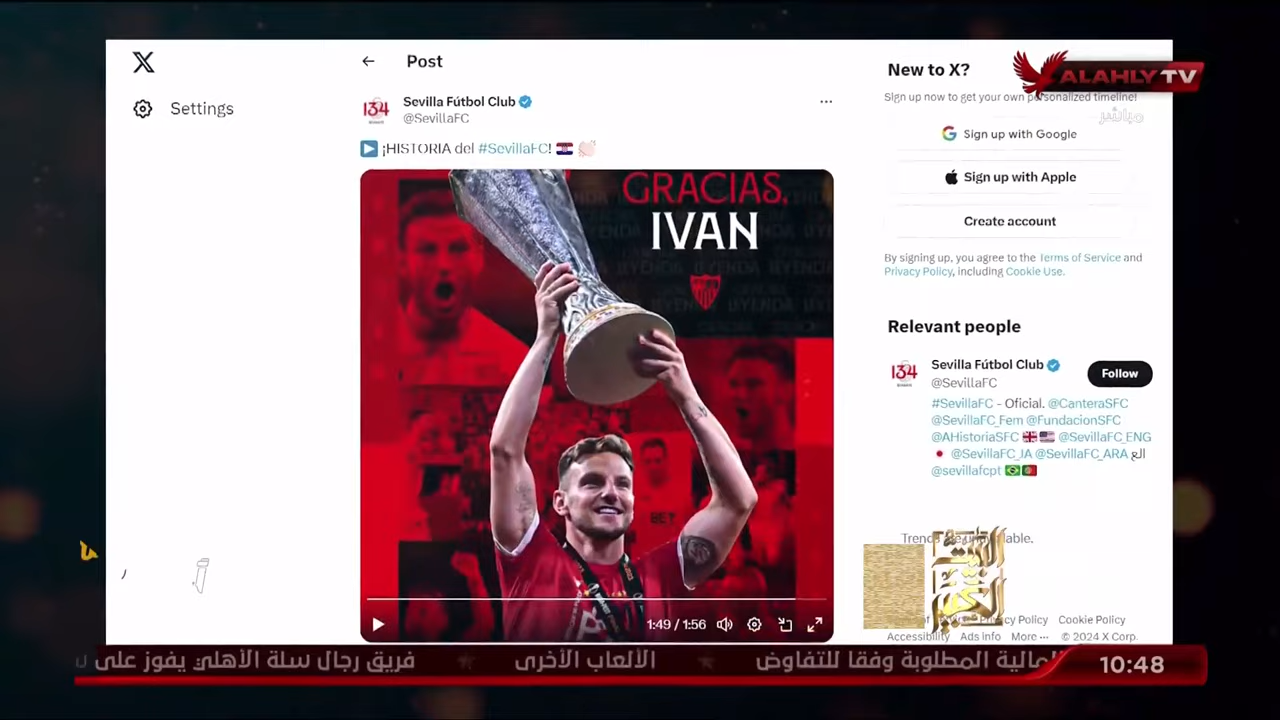 ALAHLY TV
مباشر
Post
Settings
Sevilla Fútbol Club
@SevillaFC
¡HISTORIA del #SevillaFC!
134
GRACIAS,
IVAN
BET
1:49 / 1:56
New to X?
Sign up now to get your own personalized timeline!
Sign up with Google
Sign up with Apple
Create account
By signing up, you agree to the Terms of Service and
Privacy Policy, including Cookie Use.
Relevant people
134
Sevilla Fútbol Club
@SevillaFC
Follow
#SevillaFC - Oficial. @CanteraSFC
@SevillaFC_Fem @FundacionSFC
@AHistoriaSFC @SevillaFC_ENG
@SevillaFC_JA @SevillaFC_ARA الع
@sevillafcpt
Privacy Policy Cookie Policy
Accessibility Ads info More ··· © 2024 X Corp.
المالية المطلوبة وفقا للتفاوض الألعاب الأخرى فريق رجال سلة الأهلي يفوز على
10:48